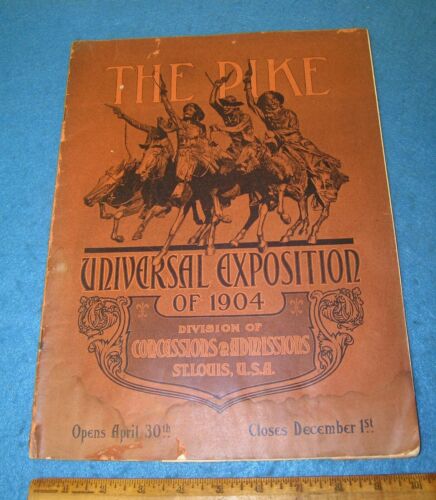 THE PIKE
UNIVERSAL EXPOSITION
OF 1904
DIVISION OF
CONCESSIONS & ADMISSIONS
ST. LOUIS, U.S.A.
Opens April 30th Closes December 1st